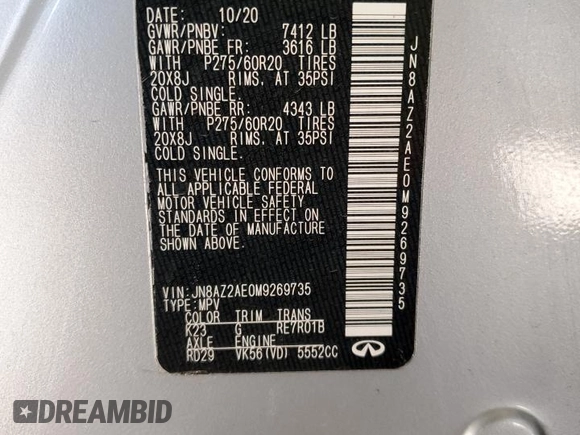 DATE: 10/20
GVWR/PNBV: 7412 LB
GAWR/PNBE FR: 3616 LB
WITH P275/60R20 TIRES
20X8J RIMS, AT 35PSI
COLD SINGLE.
GAWR/PNBE RR: 4343 LB
WITH P275/60R20 TIRES
20X8J RIMS, AT 35PSI
COLD SINGLE.
THIS VEHICLE CONFORMS TO
ALL APPLICABLE FEDERAL
MOTOR VEHICLE SAFETY
STANDARDS IN EFFECT ON
THE DATE OF MANUFACTURE
SHOWN ABOVE.
VIN:JN8AZ2AE0M9269735
TYPE:MPV
COLOR TRIM TRANS
K23 G RE7R01B
AXLE ENGINE
RD29 VK56(VD) 5552CC
JN8AZ2AE0M9269735
DREAMBID